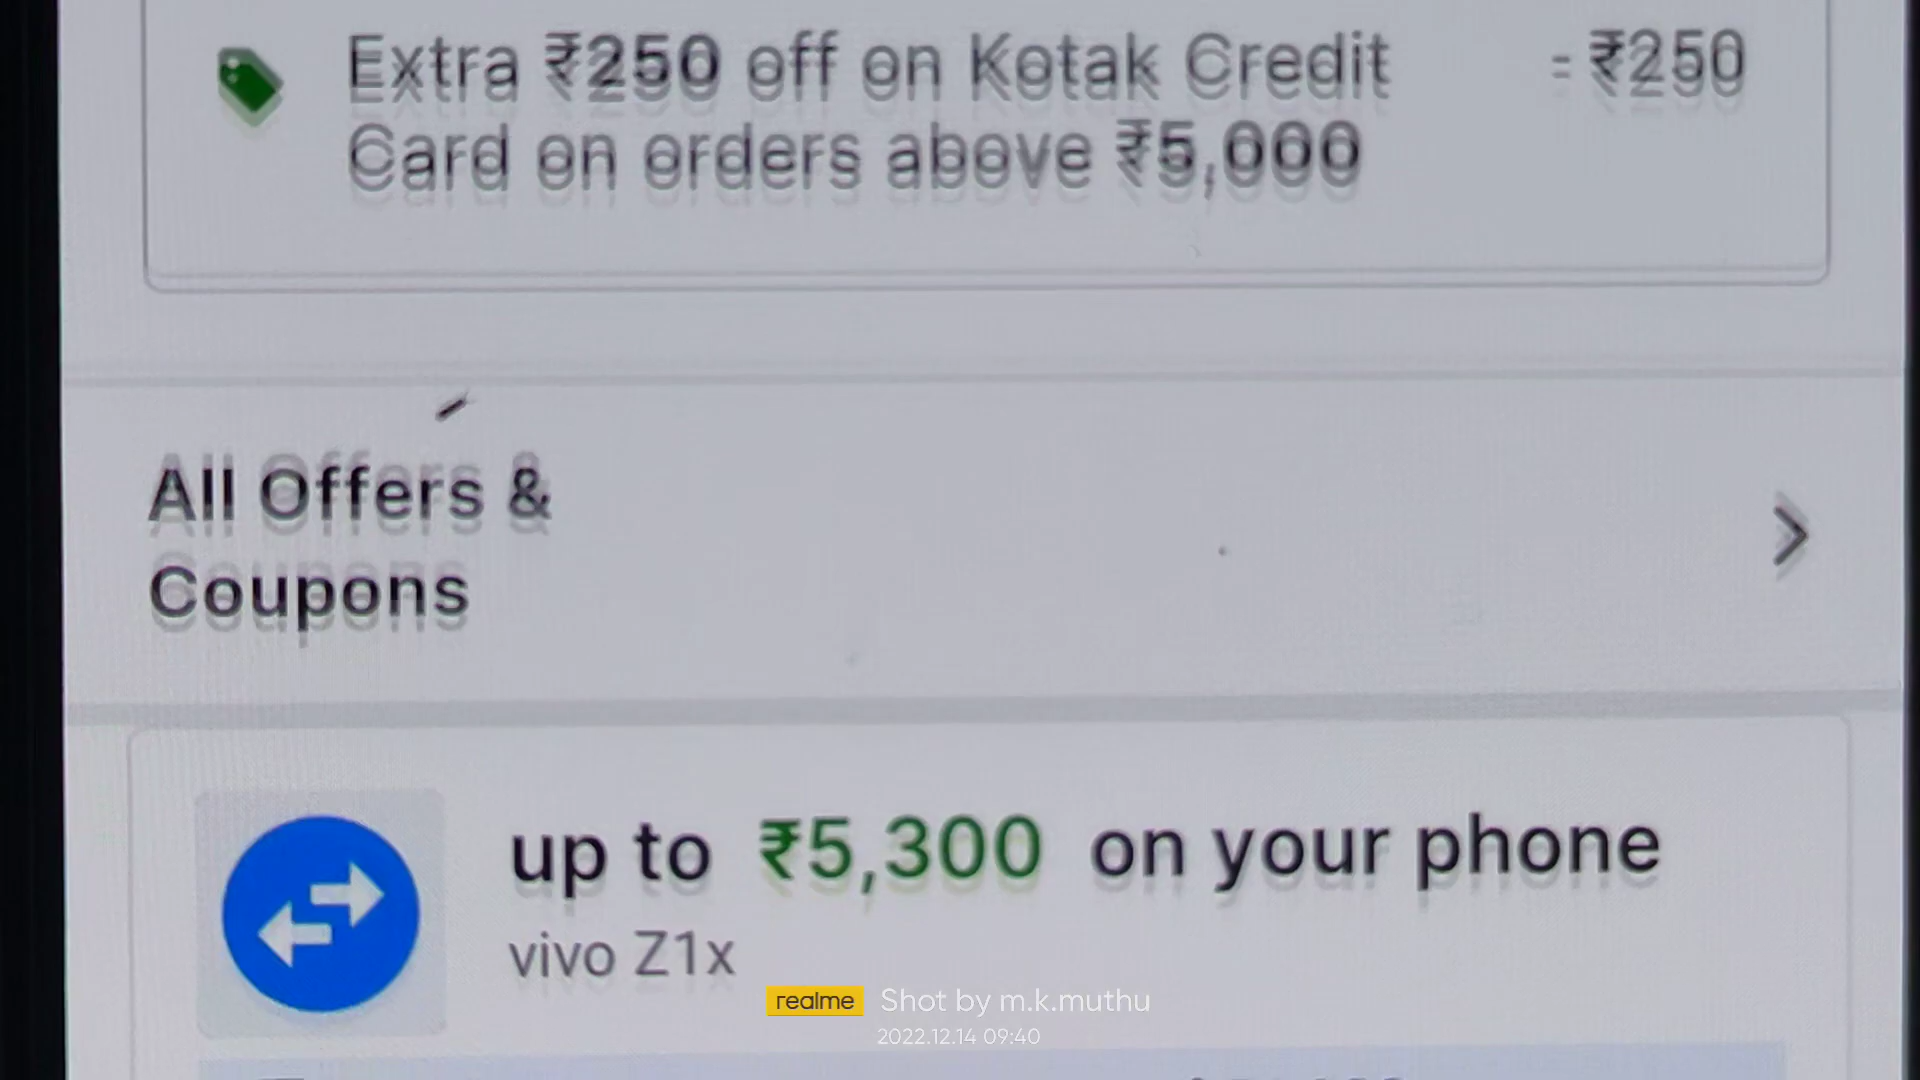 Extra ₹250 off on Kotak Credit = ₹250
Card on orders above ₹5,000
All Offers &
Coupons
up to ₹5,300 on your phone
vivo Z1x
realme Shot by m.k.muthu
2022.12.14 09:40